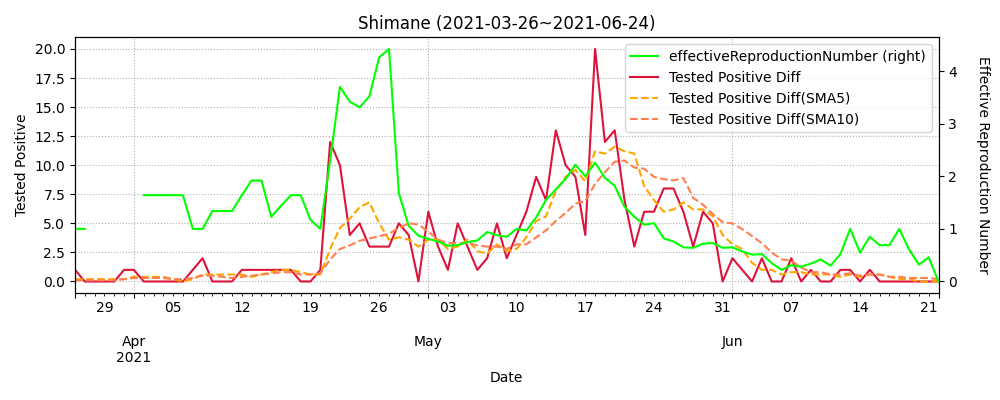 Shimane (2021-03-26~2021-06-24)
effectiveReproductionNumber (right)
Tested Positive Diff
Tested Positive Diff(SMA5)
Tested Positive Diff(SMA10)
Tested Positive
20.0
17.5
15.0
12.5
10.0
7.5
5.0
2.5
0.0
Effective Reproduction Number
4
3
2
1
0
29 05 12 19 26 03 10 17 24 31 07 14 21
Apr May Jun
2021
Date